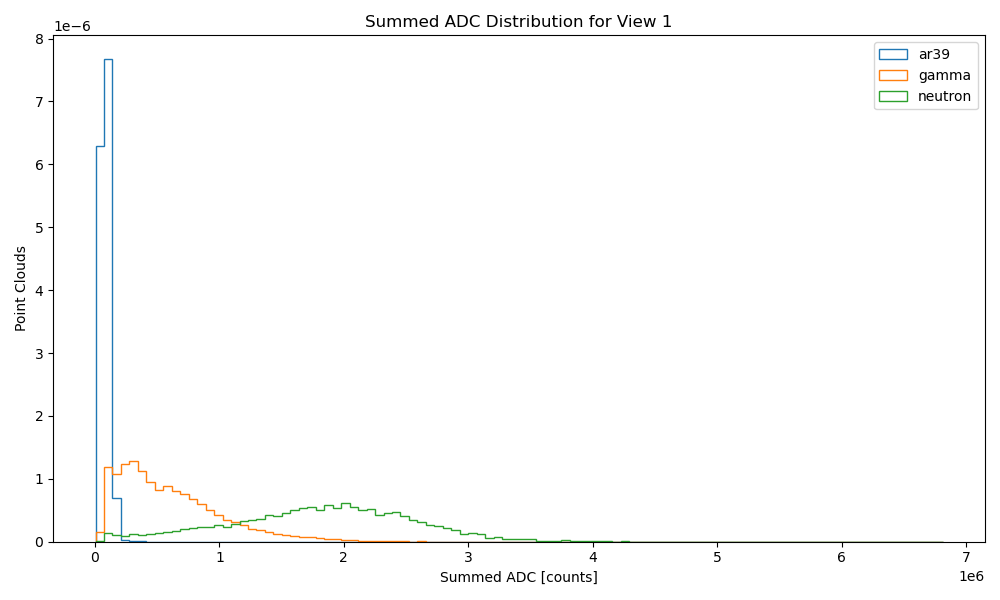 Summed ADC Distribution for View 1
1e−6
8
7
6
5
4
3
2
1
0
Point Clouds
ar39
gamma
neutron
0 1 2 3 4 5 6 7
1e6
Summed ADC [counts]